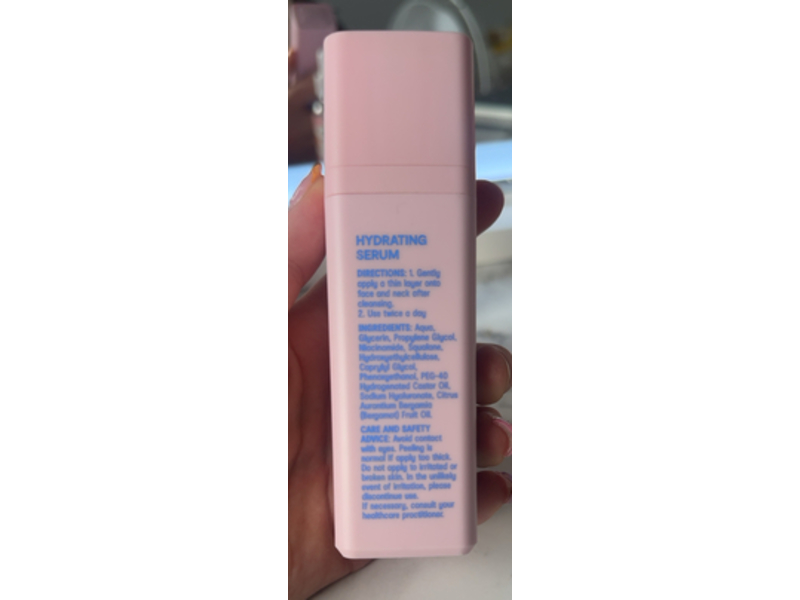 HYDRATING
SERUM
DIRECTIONS: 1. Gently
apply a thin layer onto
face and neck after
cleansing.
2. Use twice a day
INGREDIENTS: Aqua,
Glycerin, Propylene Glycol,
Niacinamide, Squalane,
Hydroxyethylcellulose,
Caprylyl Glycol,
Phenoxyethanol, PEG-40
Hydrogenated Castor Oil,
Sodium Hyaluronate, Citrus
Aurantium Bergamia
(Bergamot) Fruit Oil.
CARE AND SAFETY
ADVICE: Avoid contact
with eyes. Peeling is
normal if apply too thick.
Do not apply to irritated or
broken skin. In the unlikely
event of irritation, please
discontinue use.
If necessary, consult your
healthcare practitioner.